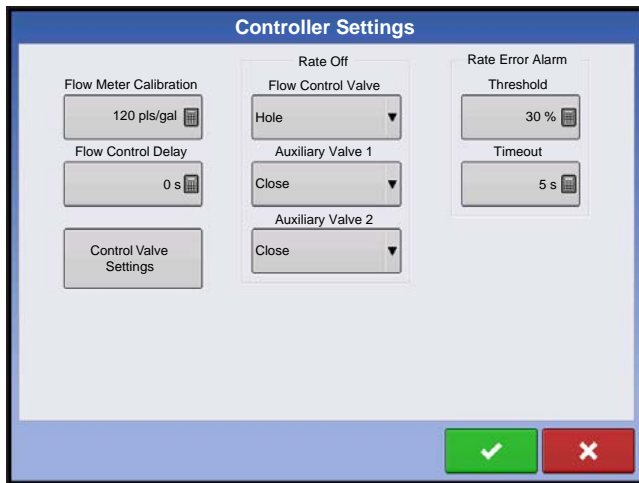 Controller Settings
Flow Meter Calibration
120 pls/gal
Flow Control Delay
0 s
Control Valve
Settings
Rate Off
Flow Control Valve
Hole
Auxiliary Valve 1
Close
Auxiliary Valve 2
Close
Rate Error Alarm
Threshold
30 %
Timeout
5 s